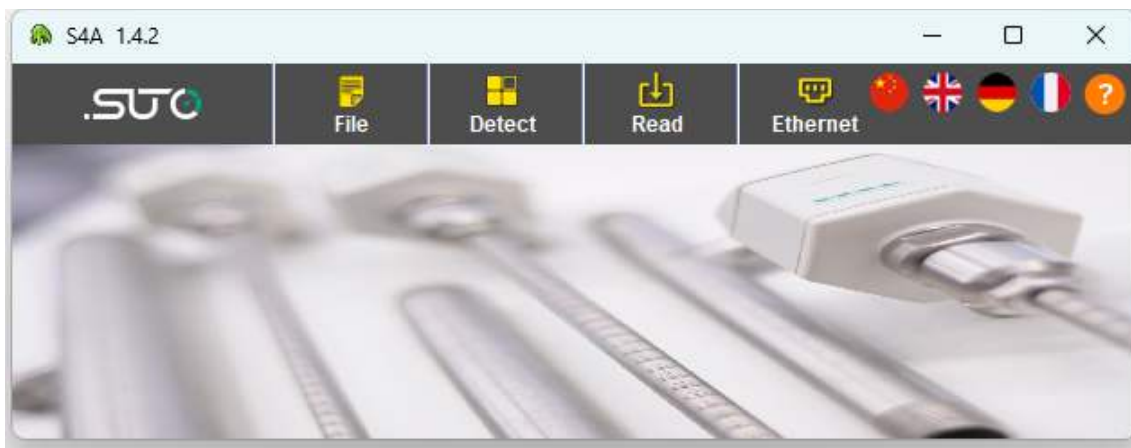 S4A 1.4.2
.SUTO
File
Detect
Read
Ethernet
?